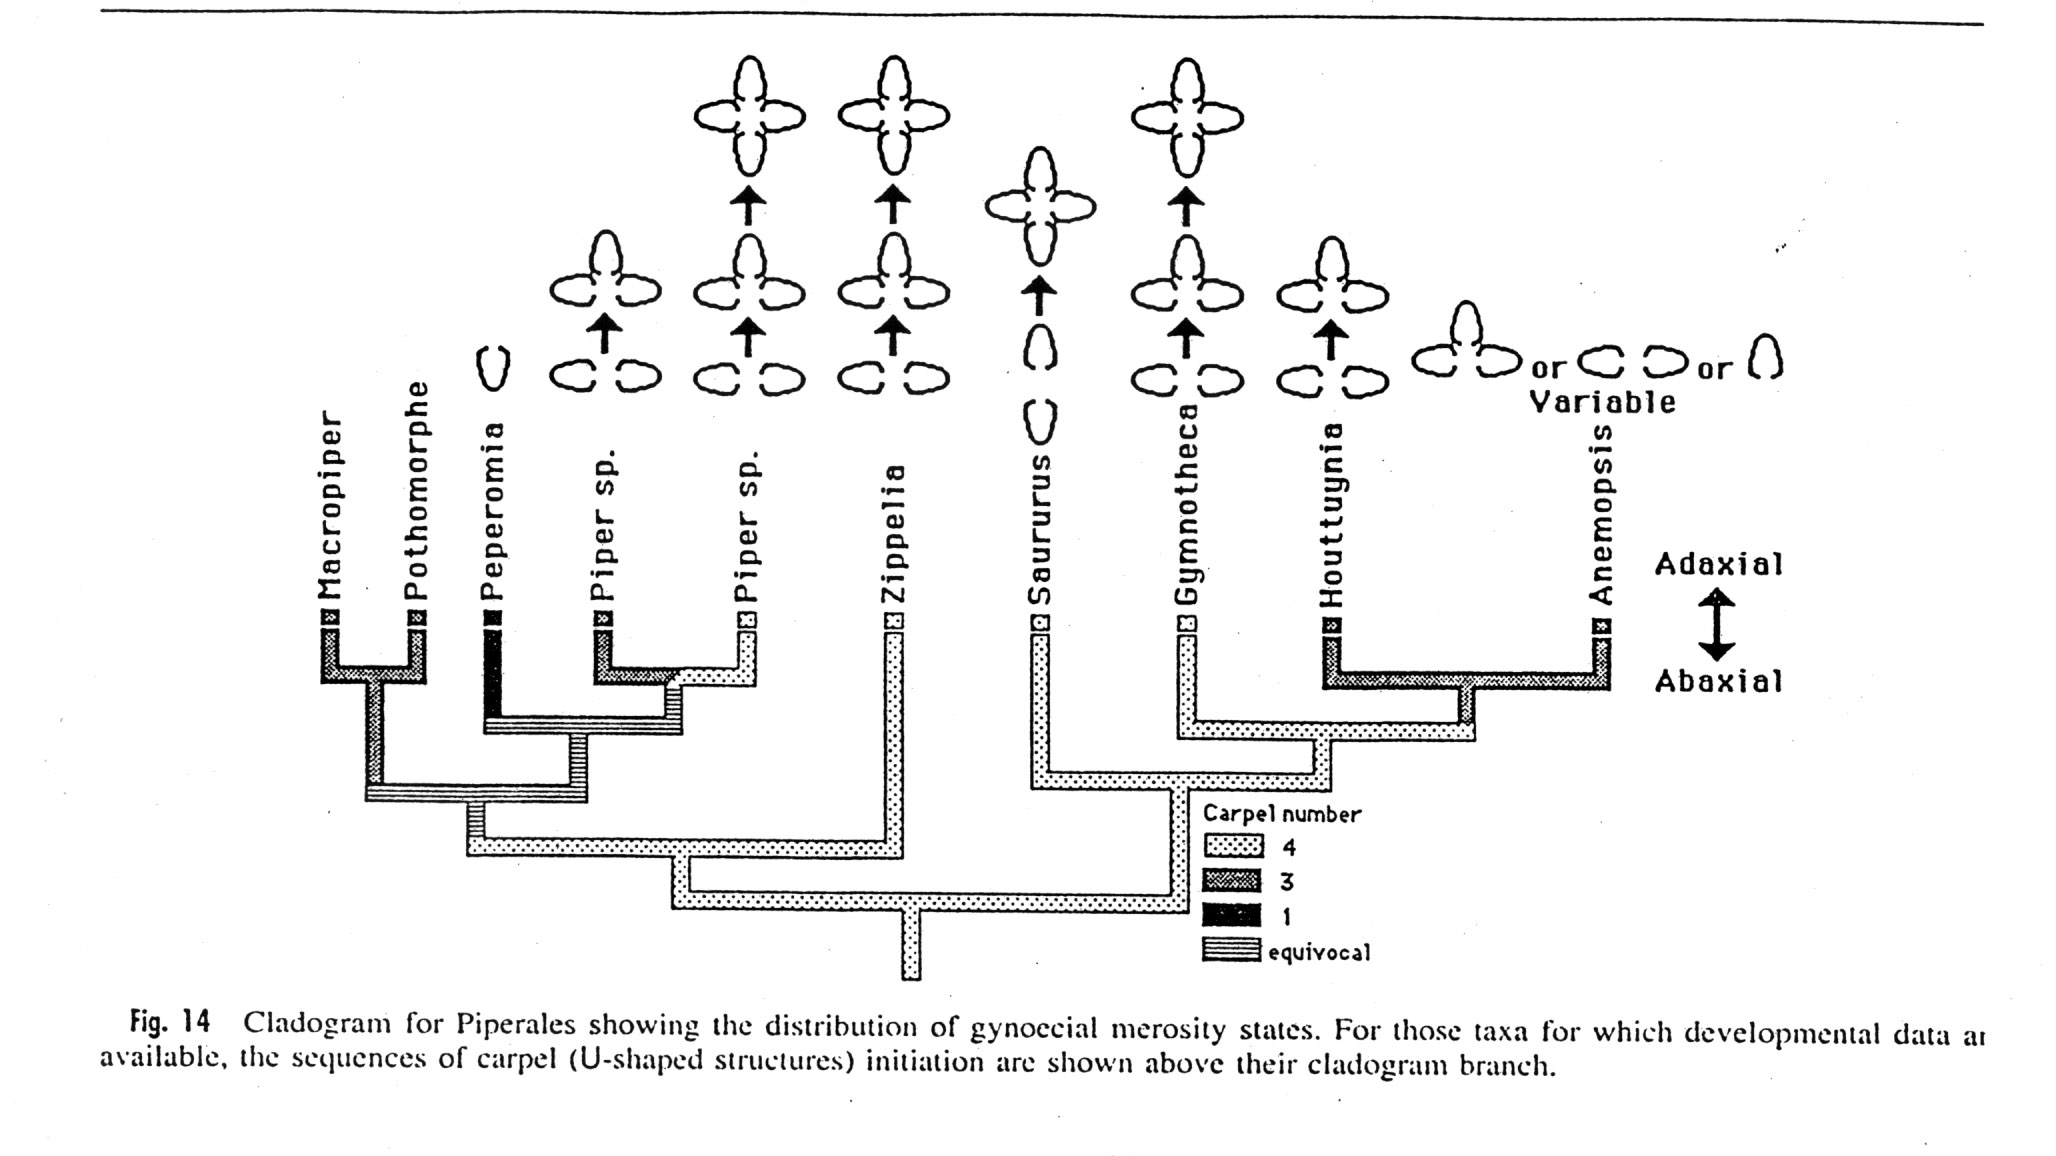 or
or
Variable
Macropiper
Pothomorphe
Peperomia
Piper sp.
Piper sp.
Zippelia
Saururus
Gymnotheca
Houttuynia
Anemopsis
Adaxial
Abaxial
Carpel number
4
3
1
equivocal
Fig. 14 Cladogram for Piperales showing the distribution of gynoecial merosity states. For those taxa for which developmental data ar
available, the sequences of carpel (U-shaped structures) initiation are shown above their cladogram branch.